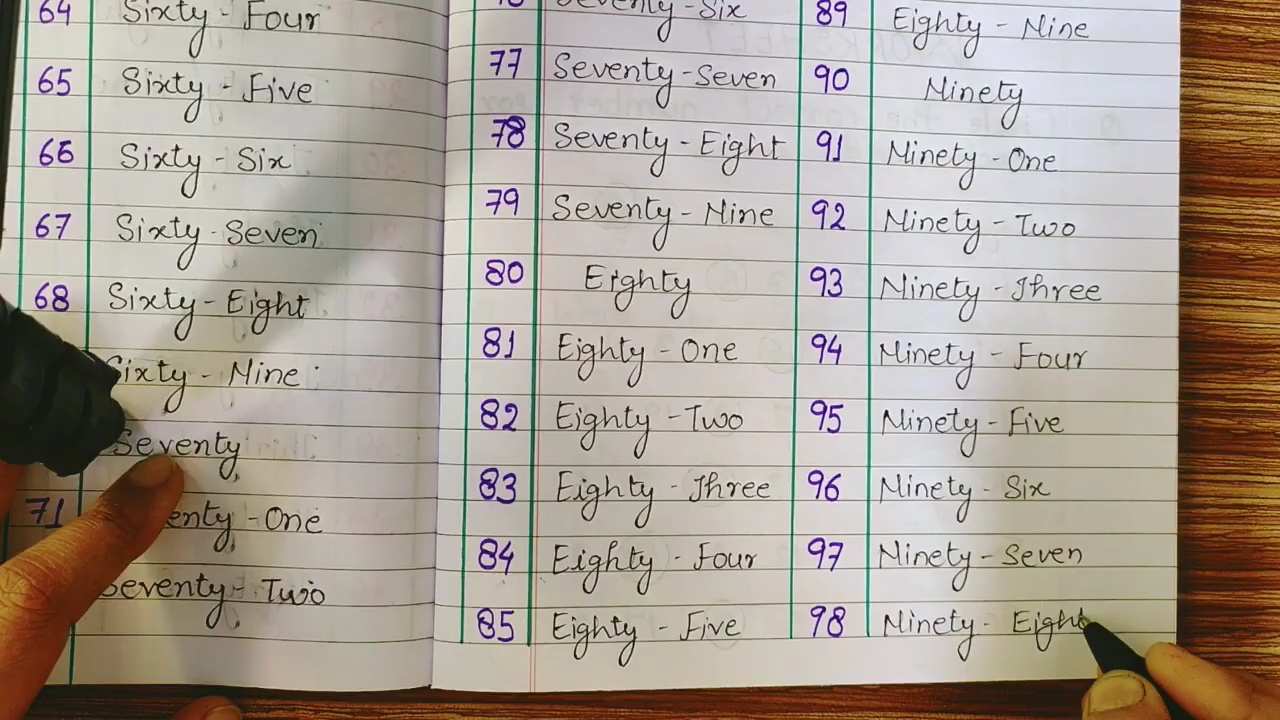 64 Sixty - Four
65 Sixty - Five
66 Sixty - Six
67 Sixty - Seven
68 Sixty - Eight
Sixty - Nine
Seventy
71 enty - One
Seventy - Two
Seventy - Six
77 Seventy - Seven
78 Seventy - Eight
79 Seventy - Nine
80 Eighty
81 Eighty - One
82 Eighty - Two
83 Eighty - Three
84 Eighty - Four
85 Eighty - Five
89 Eighty - Nine
90 Ninety
91 Ninety - One
92 Ninety - Two
93 Ninety - Three
94 Ninety - Four
95 Ninety - Five
96 Ninety - Six
97 Ninety - Seven
98 Ninety - Eight